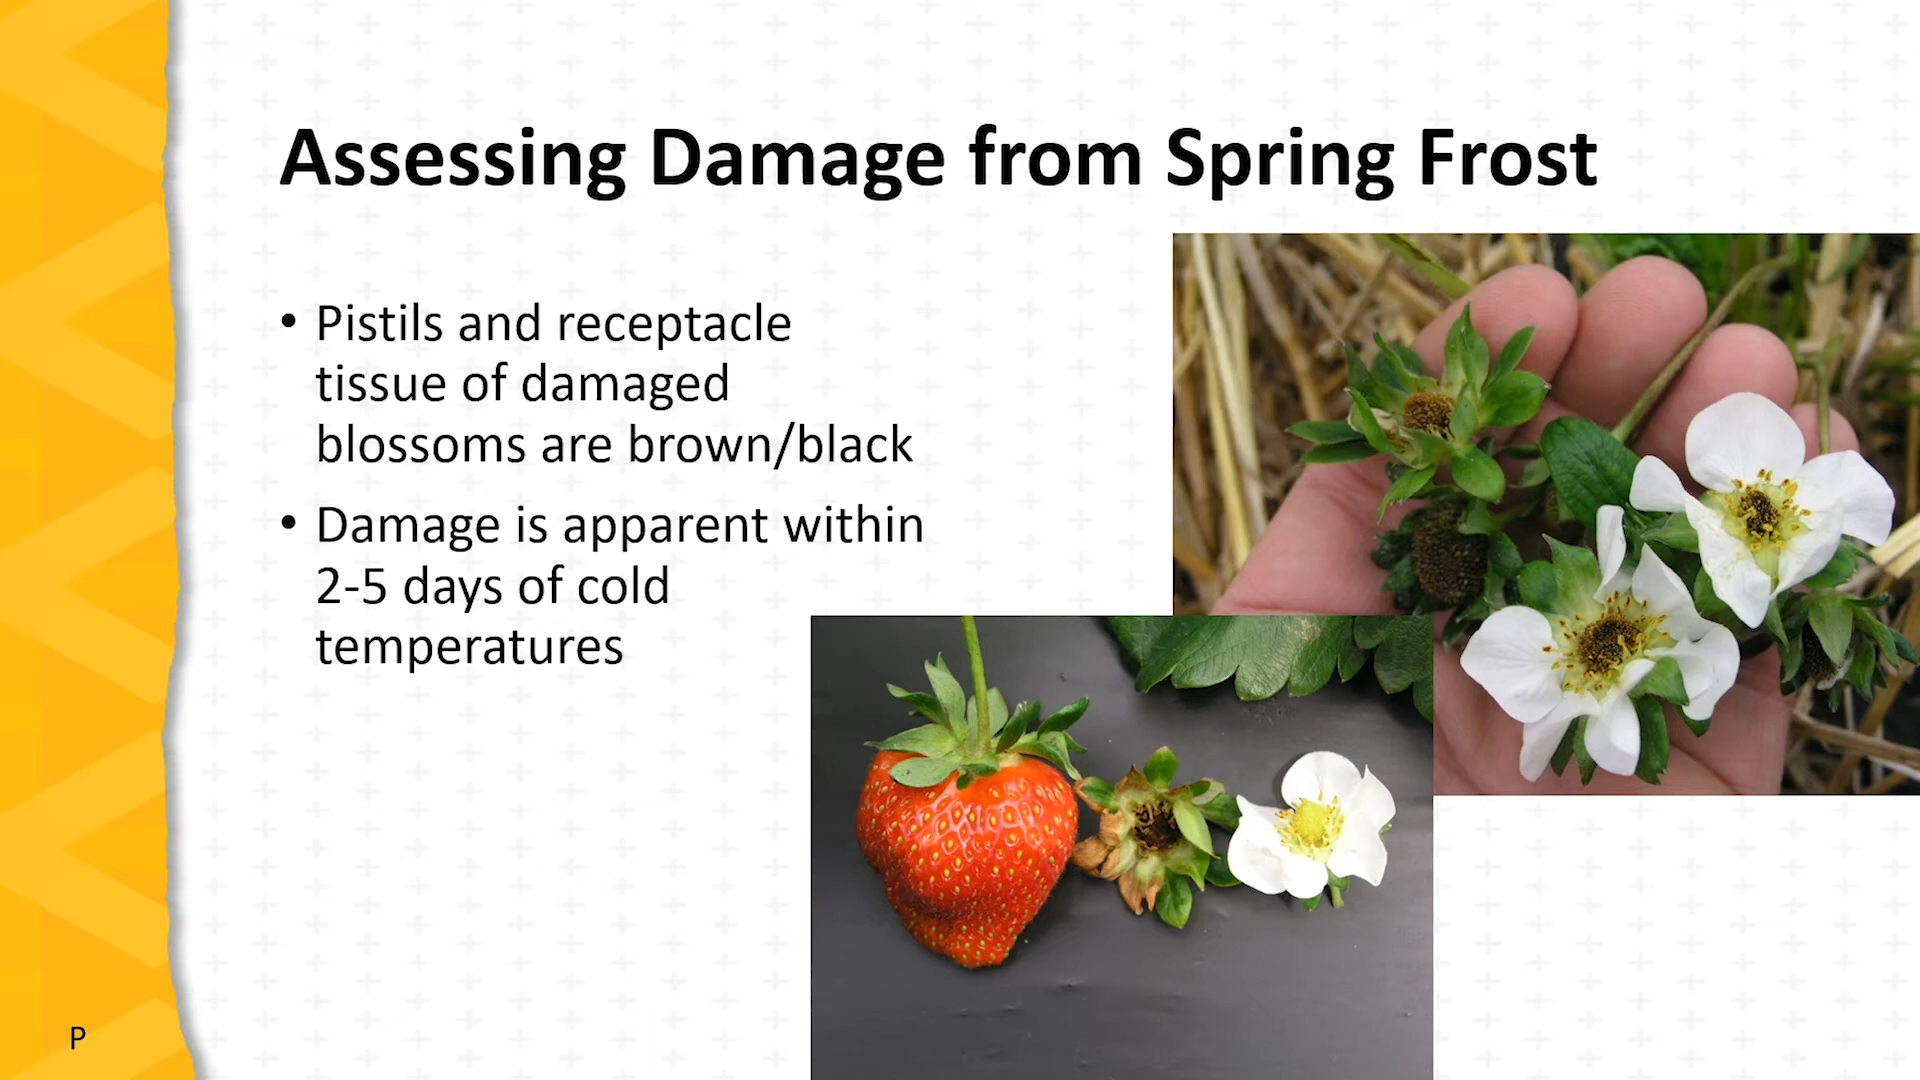 Assessing Damage from Spring Frost
• Pistils and receptacle
tissue of damaged
blossoms are brown/black
• Damage is apparent within
2-5 days of cold
temperatures
P